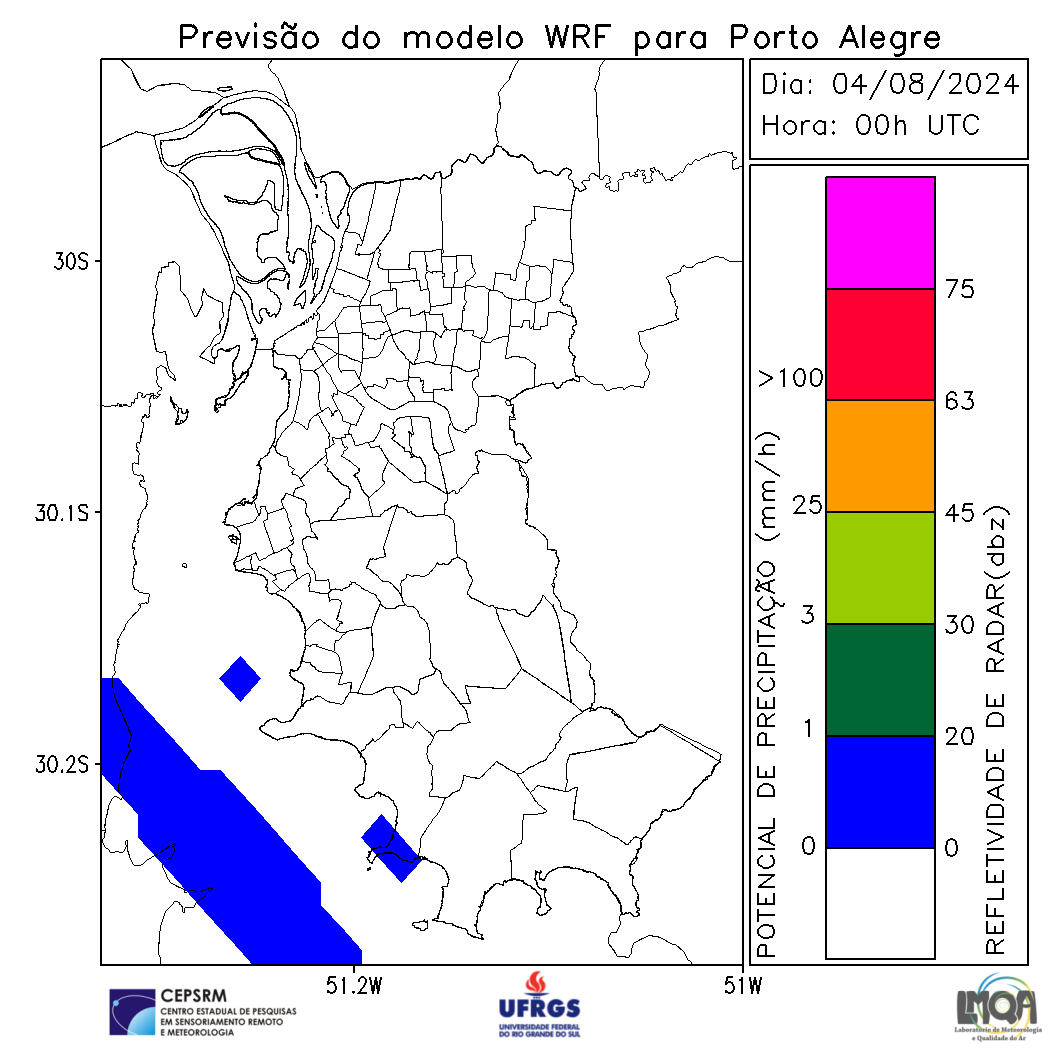 Previsão do modelo WRF para Porto Alegre
Dia: 04/08/2024
Hora: 00h UTC
30S
30.1S
30.2S
51.2W
51W
POTENCIAL DE PRECIPITAÇÃO (mm/h)
>100
25
3
1
0
75
63
45
30
20
0
REFLETIVIDADE DE RADAR(dbz)
CEPSRM
CENTRO ESTADUAL DE PESQUISAS
EM SENSORIAMENTO REMOTO
E METEOROLOGIA
UFRGS
UNIVERSIDADE FEDERAL
DO RIO GRANDE DO SUL
LMQA
Laboratório de Meteorologia
e Qualidade do Ar